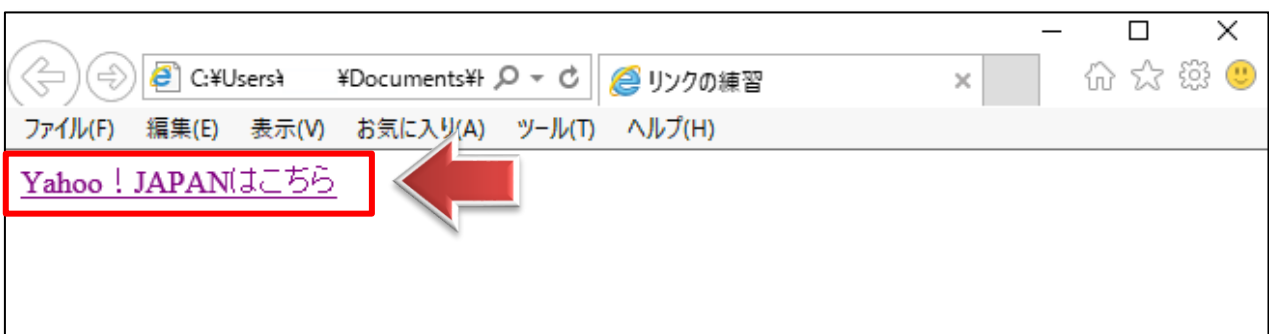 C:¥Users¥ ¥Documents¥
リンクの練習
ファイル(F) 編集(E) 表示(V) お気に入り(A) ツール(T) ヘルプ(H)
Yahoo！JAPANはこちら